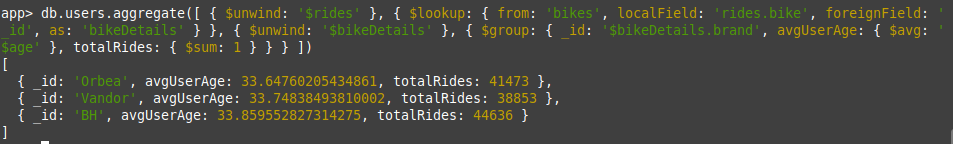 app> db.users.aggregate([ { $unwind: '$rides' }, { $lookup: { from: 'bikes', localField: 'rides.bike', foreignField: '
_id', as: 'bikeDetails' } }, { $unwind: '$bikeDetails' }, { $group: { _id: '$bikeDetails.brand', avgUserAge: { $avg: '
$age' }, totalRides: { $sum: 1 } } } ])
[
  { _id: 'Orbea', avgUserAge: 33.64760205434861, totalRides: 41473 },
  { _id: 'Vandor', avgUserAge: 33.74838493810002, totalRides: 38853 },
  { _id: 'BH', avgUserAge: 33.859552827314275, totalRides: 44636 }
]